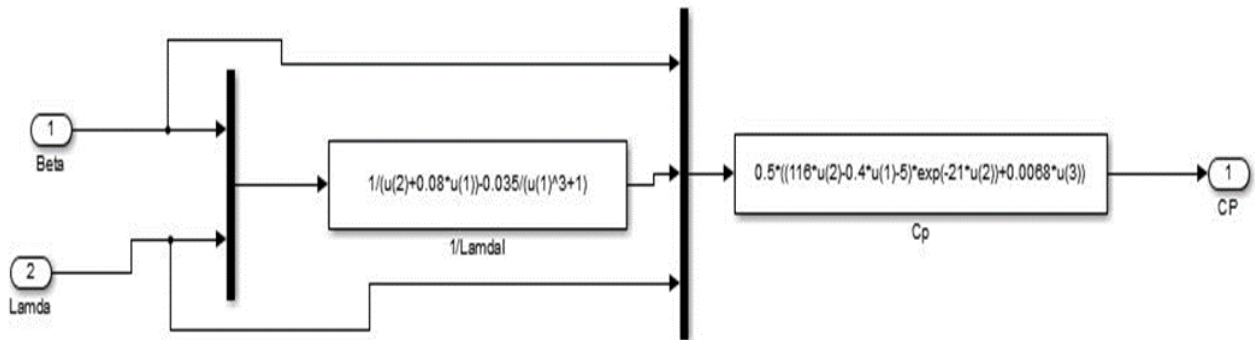 1
Beta
2
Lamda
1/(u(2)+0.08*u(1))-0.035/(u(1)^3+1)
1/LamdaI
0.5*((116*u(2)-0.4*u(1)-5)*exp(-21*u(2))+0.0068*u(3))
Cp
1
CP